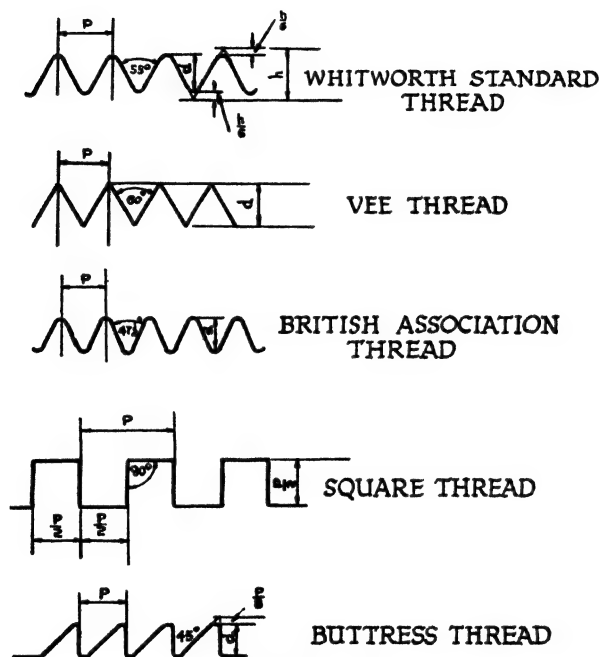 P
55°
d
h/6
h
h/6
WHITWORTH STANDARD
THREAD
P
60°
d
VEE THREAD
P
47½°
d
BRITISH ASSOCIATION
THREAD
P
90°
P/2
SQUARE THREAD
P/2 P/2
P
45°
d
BUTTRESS THREAD